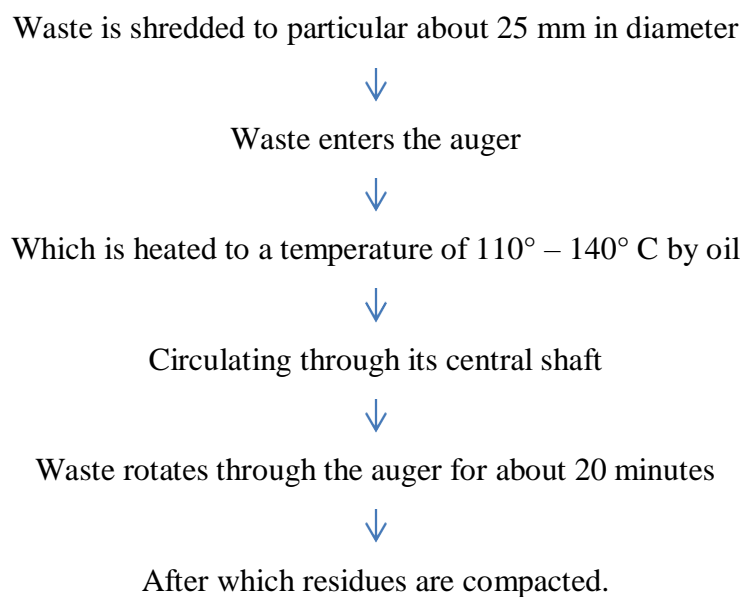 Waste is shredded to particular about 25 mm in diameter
Waste enters the auger
Which is heated to a temperature of 110° – 140° C by oil
Circulating through its central shaft
Waste rotates through the auger for about 20 minutes
After which residues are compacted.